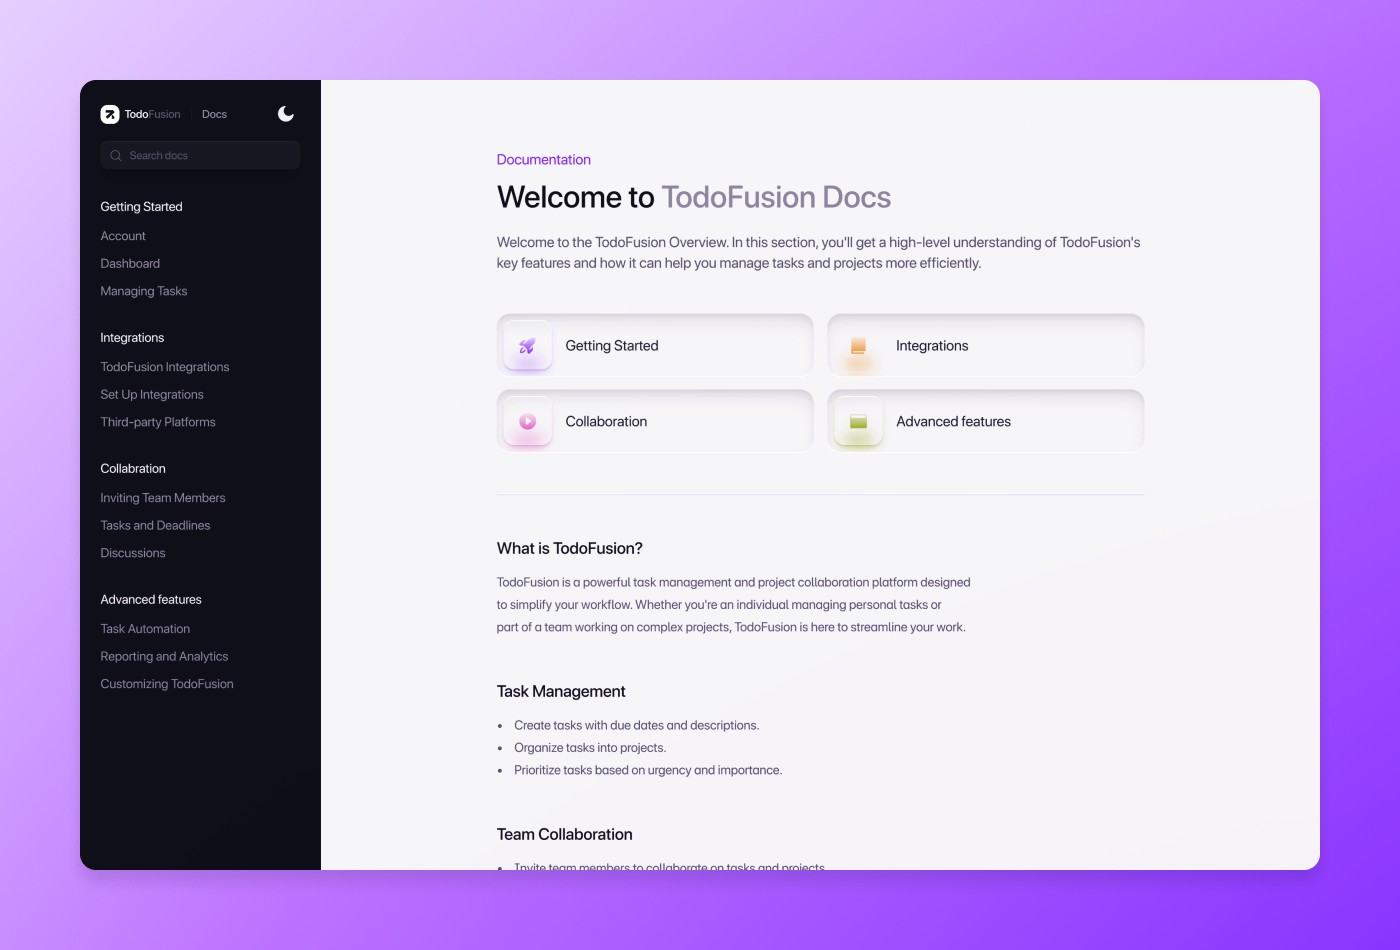 TodoFusion Docs
Search docs
Getting Started
Account
Dashboard
Managing Tasks
Integrations
TodoFusion Integrations
Set Up Integrations
Third-party Platforms
Collabration
Inviting Team Members
Tasks and Deadlines
Discussions
Advanced features
Task Automation
Reporting and Analytics
Customizing TodoFusion
Documentation
Welcome to TodoFusion Docs
Welcome to the TodoFusion Overview. In this section, you'll get a high-level understanding of TodoFusion's
key features and how it can help you manage tasks and projects more efficiently.
Getting Started
Integrations
Collaboration
Advanced features
What is TodoFusion?
TodoFusion is a powerful task management and project collaboration platform designed
to simplify your workflow. Whether you're an individual managing personal tasks or
part of a team working on complex projects, TodoFusion is here to streamline your work.
Task Management
• Create tasks with due dates and descriptions.
• Organize tasks into projects.
• Prioritize tasks based on urgency and importance.
Team Collaboration
• Invite team members to collaborate on tasks and projects